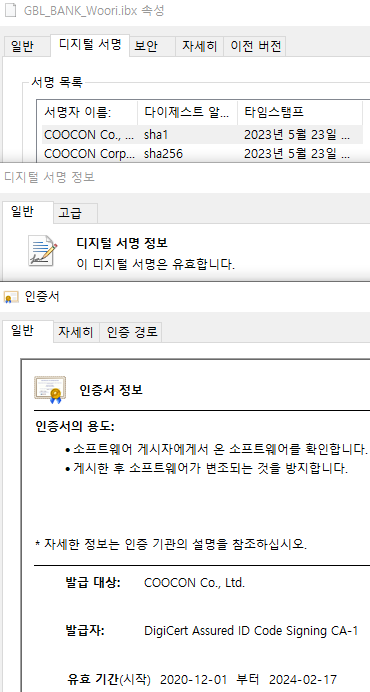 GBL_BANK_Woori.ibx 속성
일반 디지털 서명 보안 자세히 이전 버전
서명 목록
서명자 이름: 다이제스트 알... 타임스탬프
COOCON Co., ... sha1 2023년 5월 23일 ...
COOCON Corp... sha256 2023년 5월 23일 ...
디지털 서명 정보
일반 고급
디지털 서명 정보
이 디지털 서명은 유효합니다.
인증서
일반 자세히 인증 경로
인증서 정보
인증서의 용도:
• 소프트웨어 게시자에게서 온 소프트웨어를 확인합니다.
• 게시한 후 소프트웨어가 변조되는 것을 방지합니다.
* 자세한 정보는 인증 기관의 설명을 참조하십시오.
발급 대상: COOCON Co., Ltd.
발급자: DigiCert Assured ID Code Signing CA-1
유효 기간(시작) 2020-12-01 부터 2024-02-17